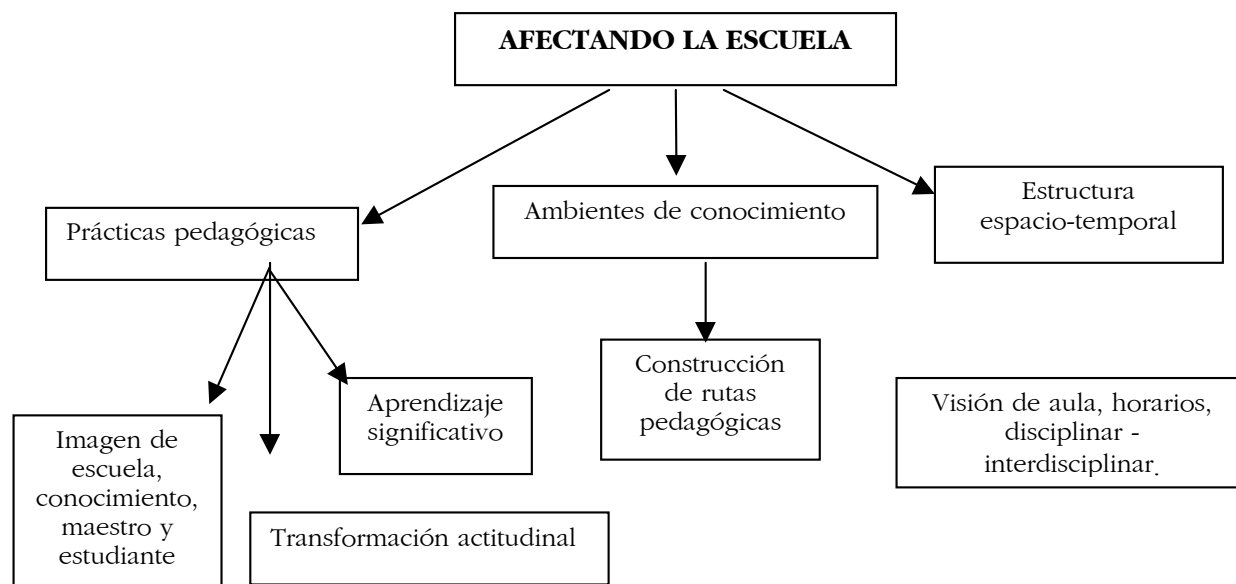 AFECTANDO LA ESCUELA
Prácticas pedagógicas
Ambientes de conocimiento
Estructura
espacio-temporal
Imagen de
escuela,
conocimiento,
maestro y
estudiante
Transformación actitudinal
Aprendizaje
significativo
Construcción
de rutas
pedagógicas
Visión de aula, horarios,
disciplinar -
interdisciplinar.